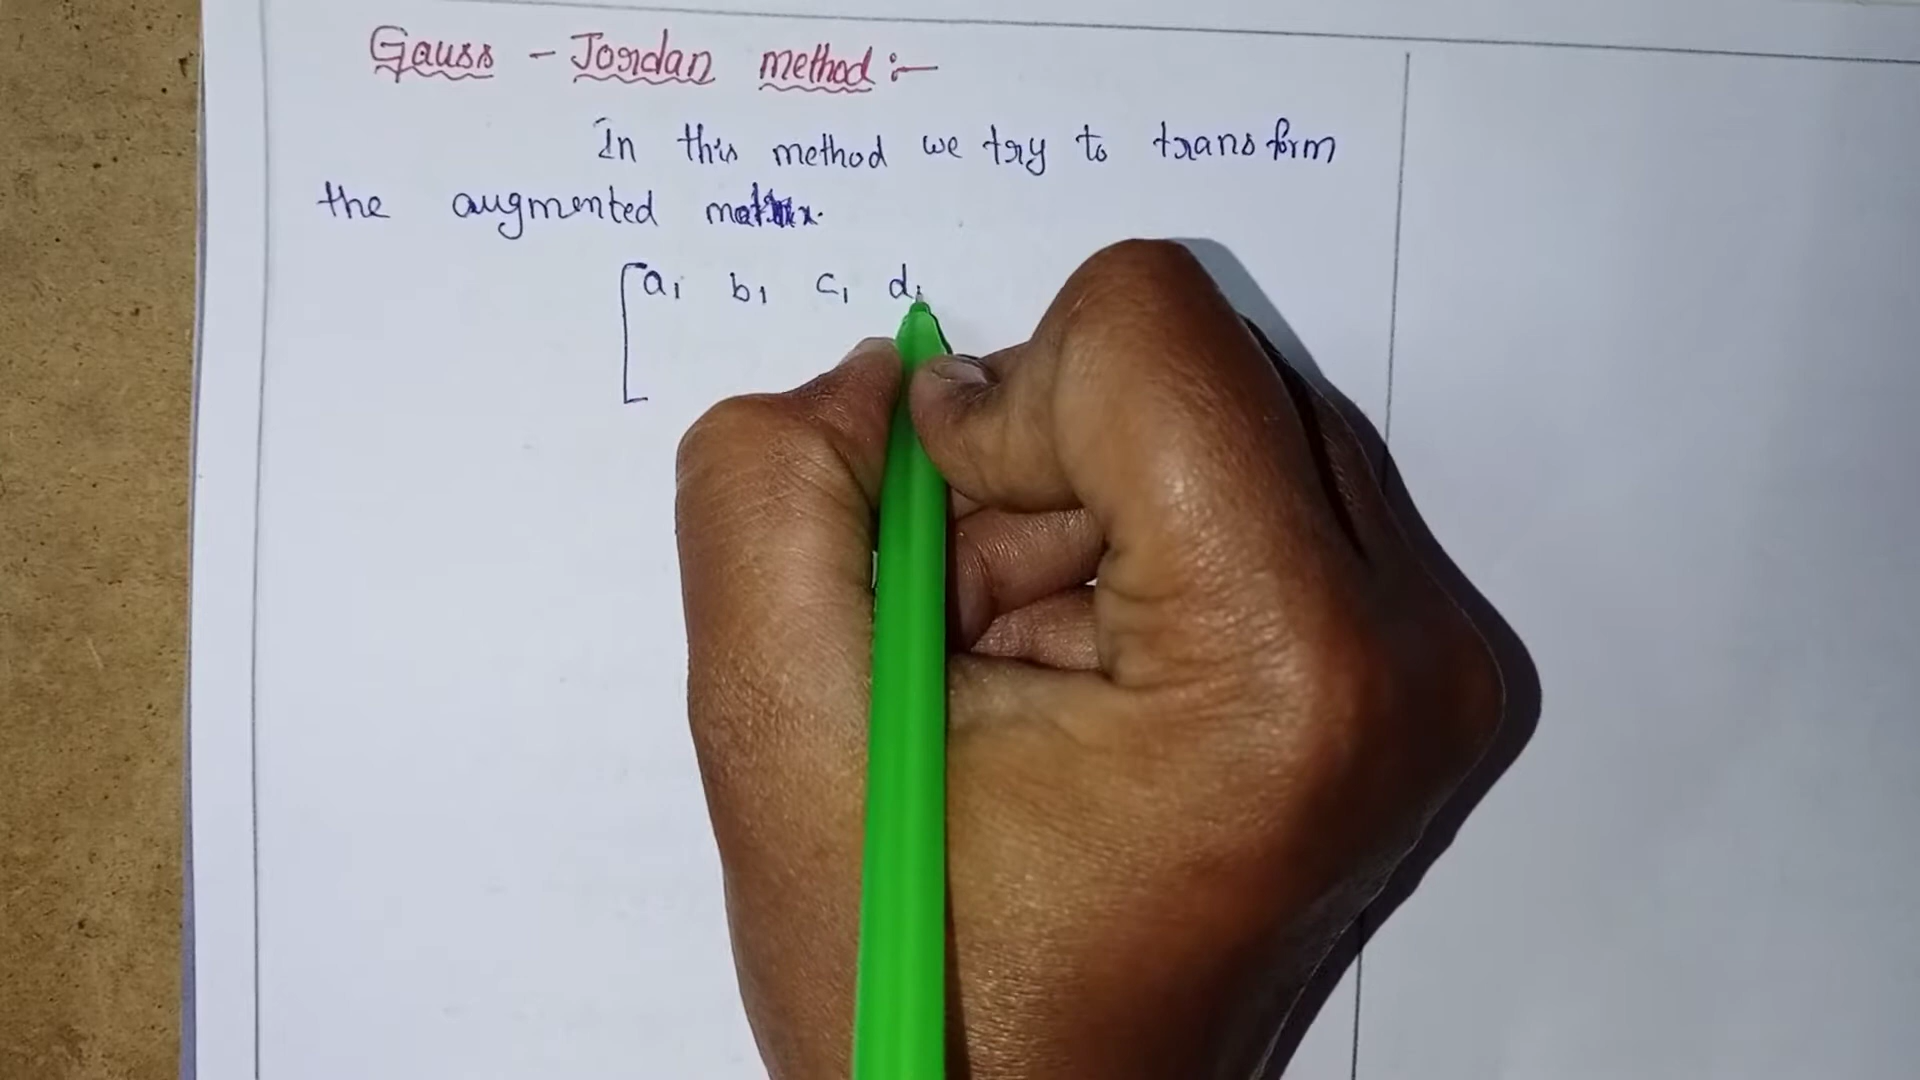 Gauss - Jordan method :-
In this method we try to transform
the augmented matrix.
[a₁ b₁ c₁ d₁